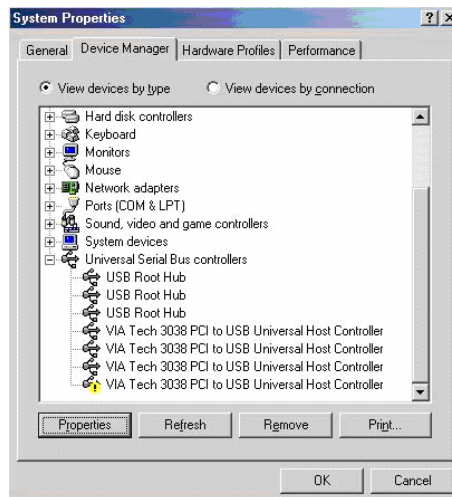 System Properties
General Device Manager Hardware Profiles Performance
View devices by type View devices by connection
Hard disk controllers
Keyboard
Monitors
Mouse
Network adapters
Ports (COM & LPT)
Sound, video and game controllers
System devices
Universal Serial Bus controllers
USB Root Hub
USB Root Hub
USB Root Hub
VIA Tech 3038 PCI to USB Universal Host Controller
VIA Tech 3038 PCI to USB Universal Host Controller
VIA Tech 3038 PCI to USB Universal Host Controller
VIA Tech 3038 PCI to USB Universal Host Controller
Properties Refresh Remove Print...
OK Cancel